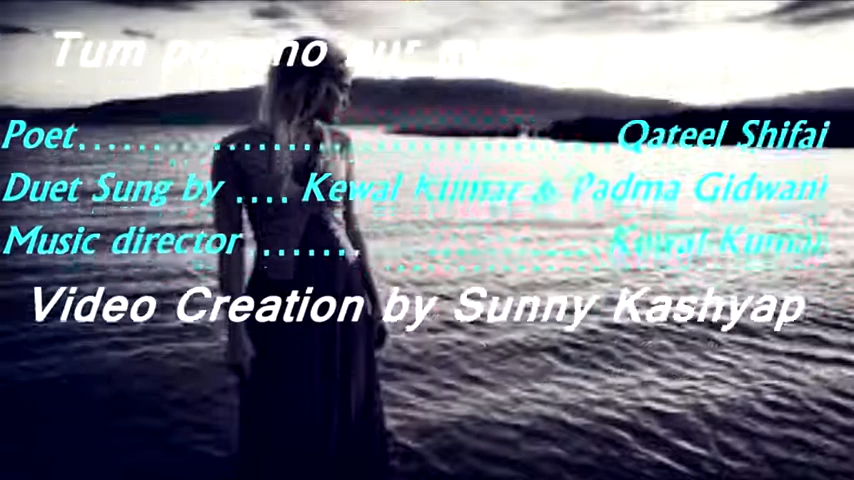 Tum
Poet.......................................Qateel Shifai
Duet Sung by .... Kewal Kumar & Padma Gidwani
Music director ........................ Kewal Kumar
Video Creation by Sunny Kashyap